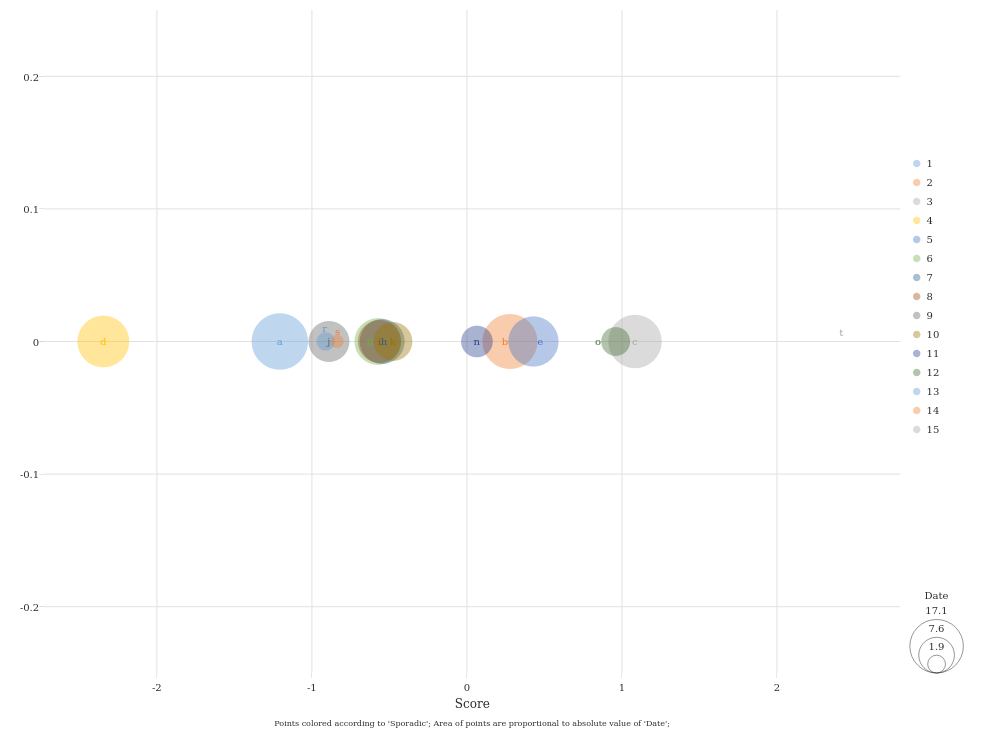 0.2
0.1
0
-0.1
-0.2
d
a
r
s
j
i
h
n
b
e
o
c
t
-2
-1
0
1
2
Score
1
2
3
4
5
6
7
8
9
10
11
12
13
14
15
Date
17.1
7.6
1.9
Points colored according to 'Sporadic'; Area of points are proportional to absolute value of 'Date';